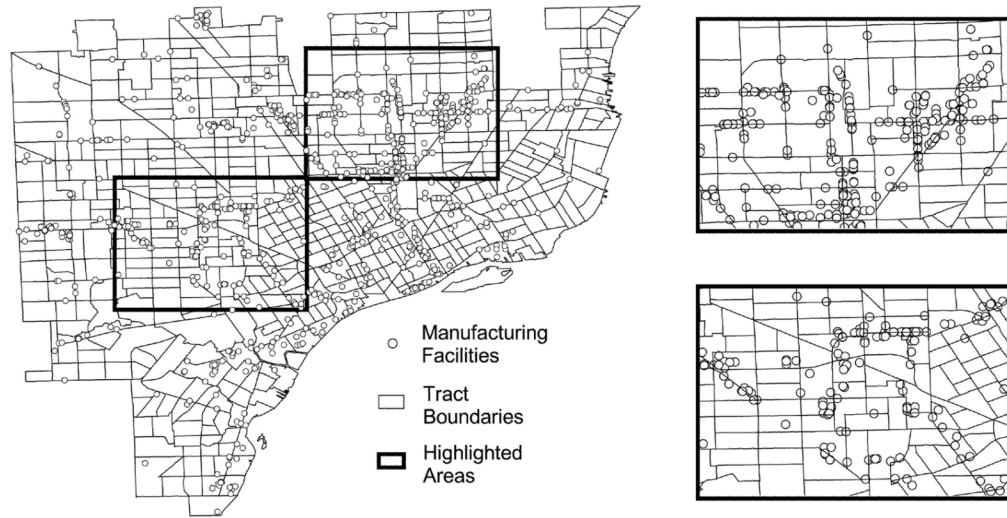 Manufacturing
Facilities
Tract
Boundaries
Highlighted
Areas